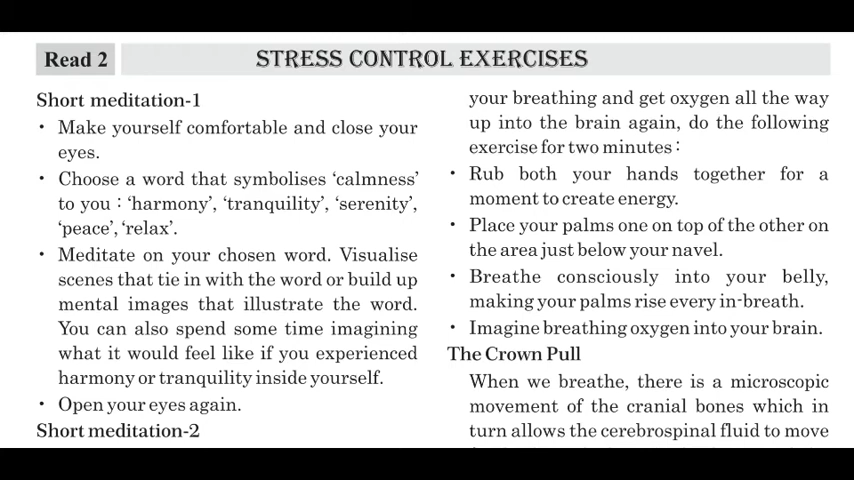 Read 2
STRESS CONTROL EXERCISES
Short meditation-1
• Make yourself comfortable and close your
eyes.
• Choose a word that symbolises ‘calmness’
to you : ‘harmony’, ‘tranquility’, ‘serenity’,
‘peace’, ‘relax’.
• Meditate on your chosen word. Visualise
scenes that tie in with the word or build up
mental images that illustrate the word.
You can also spend some time imagining
what it would feel like if you experienced
harmony or tranquility inside yourself.
• Open your eyes again.
Short meditation-2
your breathing and get oxygen all the way
up into the brain again, do the following
exercise for two minutes :
• Rub both your hands together for a
moment to create energy.
• Place your palms one on top of the other on
the area just below your navel.
• Breathe consciously into your belly,
making your palms rise every in-breath.
• Imagine breathing oxygen into your brain.
The Crown Pull
When we breathe, there is a microscopic
movement of the cranial bones which in
turn allows the cerebrospinal fluid to move